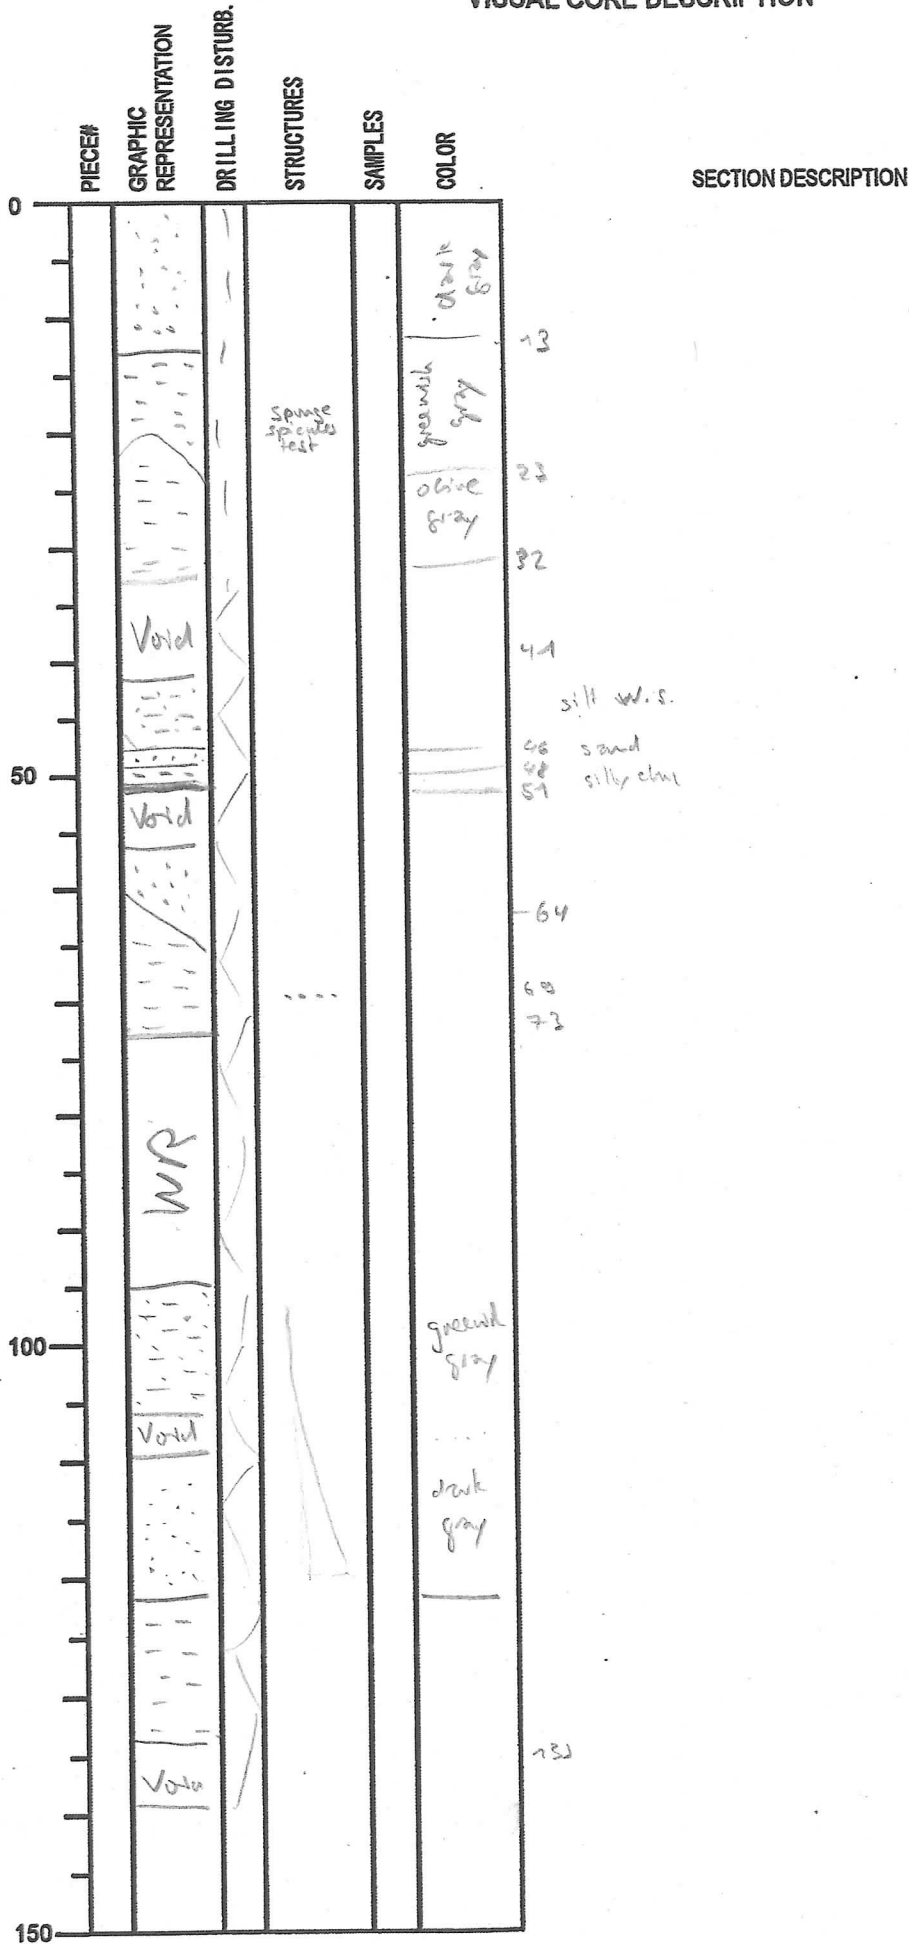 VISUAL CORE DESCRIPTION
PIECE#
GRAPHIC
REPRESENTATION
DRILLING DISTURB.
STRUCTURES
SAMPLES
COLOR
SECTION DESCRIPTION
0
dark
gray
13
greenish
gray
sponge
spicules
test
23
olive
gray
32
Void
41
silt w.s.
46 sand
48 silty clay
50
51
Void
64
69
73
WR
greenish
gray
100
Void
dark
gray
Void
150